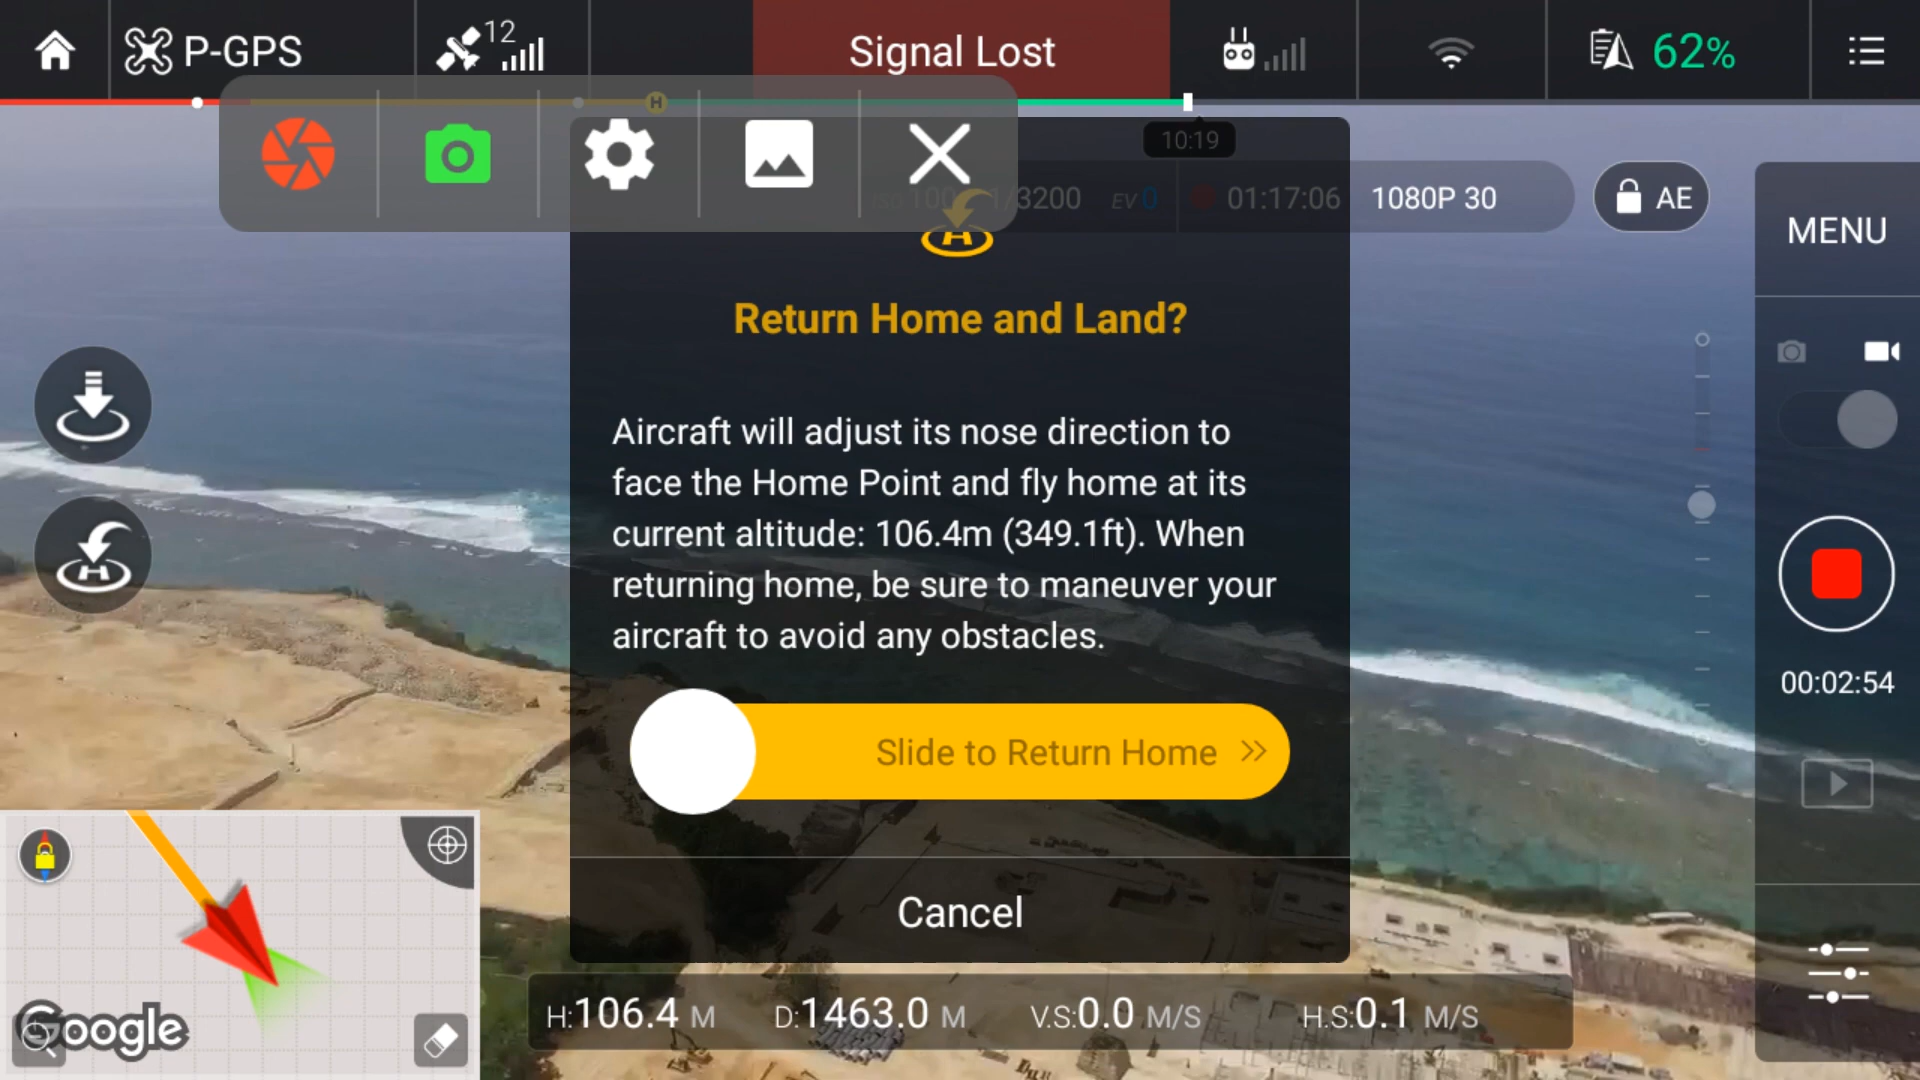 P-GPS
12
Signal Lost
62%
H
10:19
ISO 100 1/3200 EV 0 01:17:06 1080P 30
AE
MENU
Return Home and Land?
Aircraft will adjust its nose direction to
face the Home Point and fly home at its
current altitude: 106.4m (349.1ft). When
returning home, be sure to maneuver your
aircraft to avoid any obstacles.
00:02:54
Slide to Return Home
Cancel
Google
H:106.4 M D:1463.0 M V.S:0.0 M/S H.S:0.1 M/S